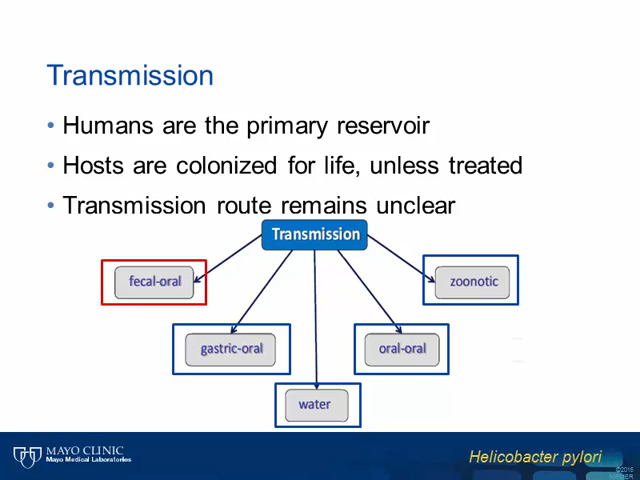 Transmission
• Humans are the primary reservoir
• Hosts are colonized for life, unless treated
• Transmission route remains unclear
Transmission
fecal-oral
zoonotic
gastric-oral
oral-oral
water
MAYO CLINIC
Mayo Medical Laboratories
Helicobacter pylori
©2016